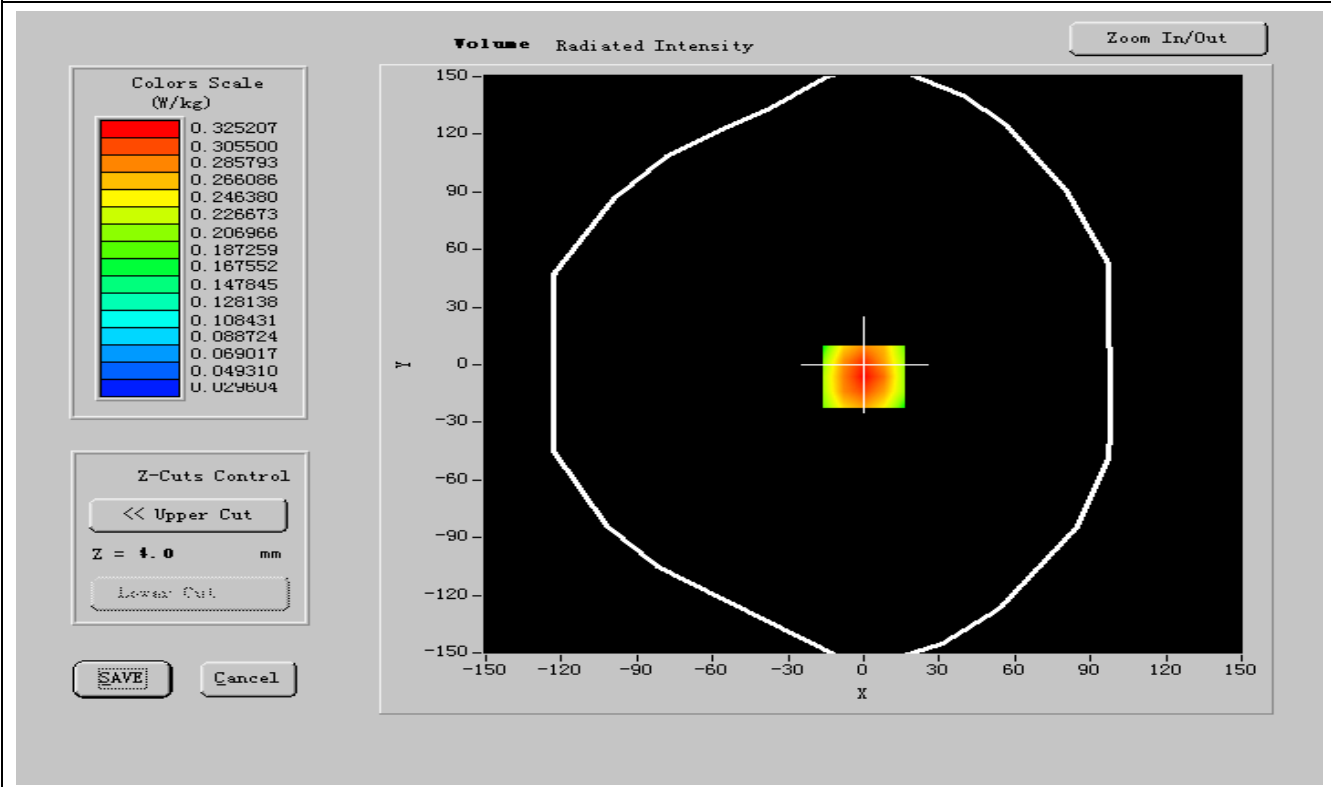 Volume Radiated Intensity
Zoom In/Out
Colors Scale
(W/kg)
0.325207
0.305500
0.285793
0.266086
0.246380
0.226673
0.206966
0.187259
0.167552
0.147845
0.128138
0.108431
0.088724
0.069017
0.049310
0.029604
Z-Cuts Control
<< Upper Cut
Z = 4.0 mm
Lower Cut
SAVE
Cancel
150
120
90
60
30
0
-30
-60
-90
-120
-150
Y
-150 -120 -90 -60 -30 0 30 60 90 120 150
X